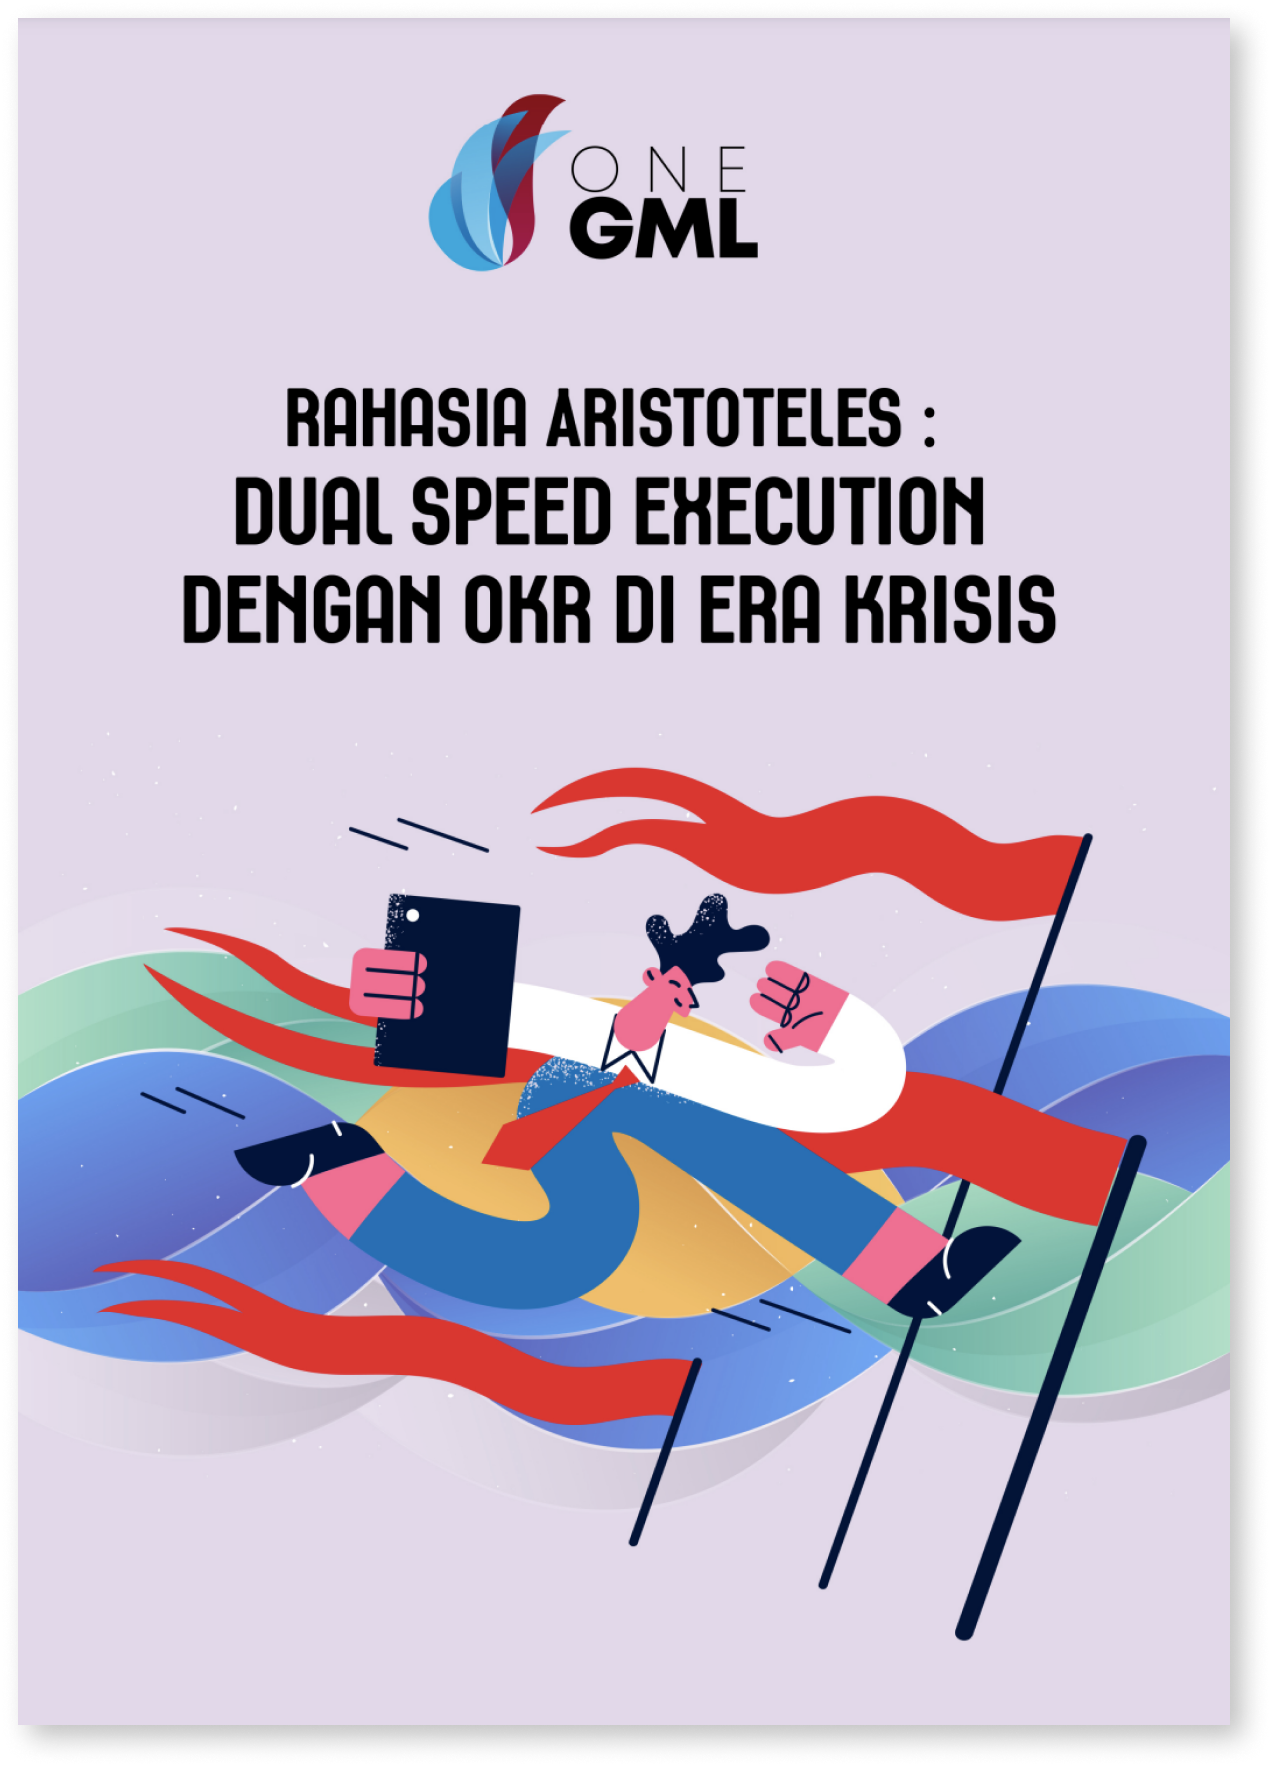 ONE
GML
RAHASIA ARISTOTELES :
DUAL SPEED EXECUTION
DENGAN OKR DI ERA KRISIS